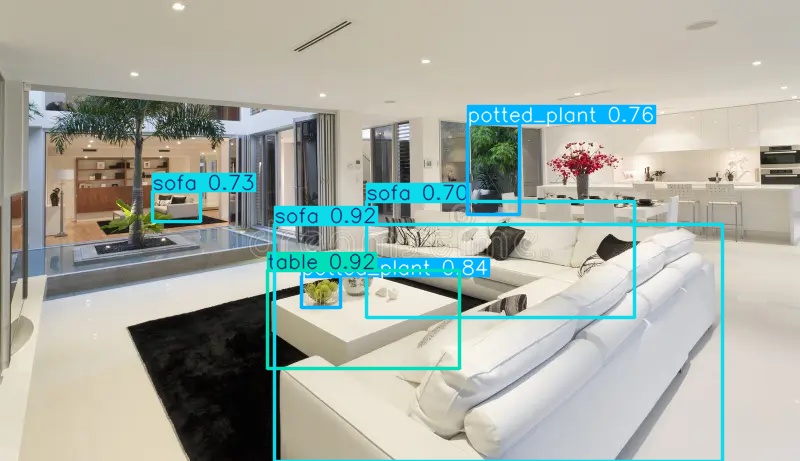 potted_plant 0.76
sofa 0.73
sofa 0.70
sofa 0.92
table 0.92
potted_plant 0.84